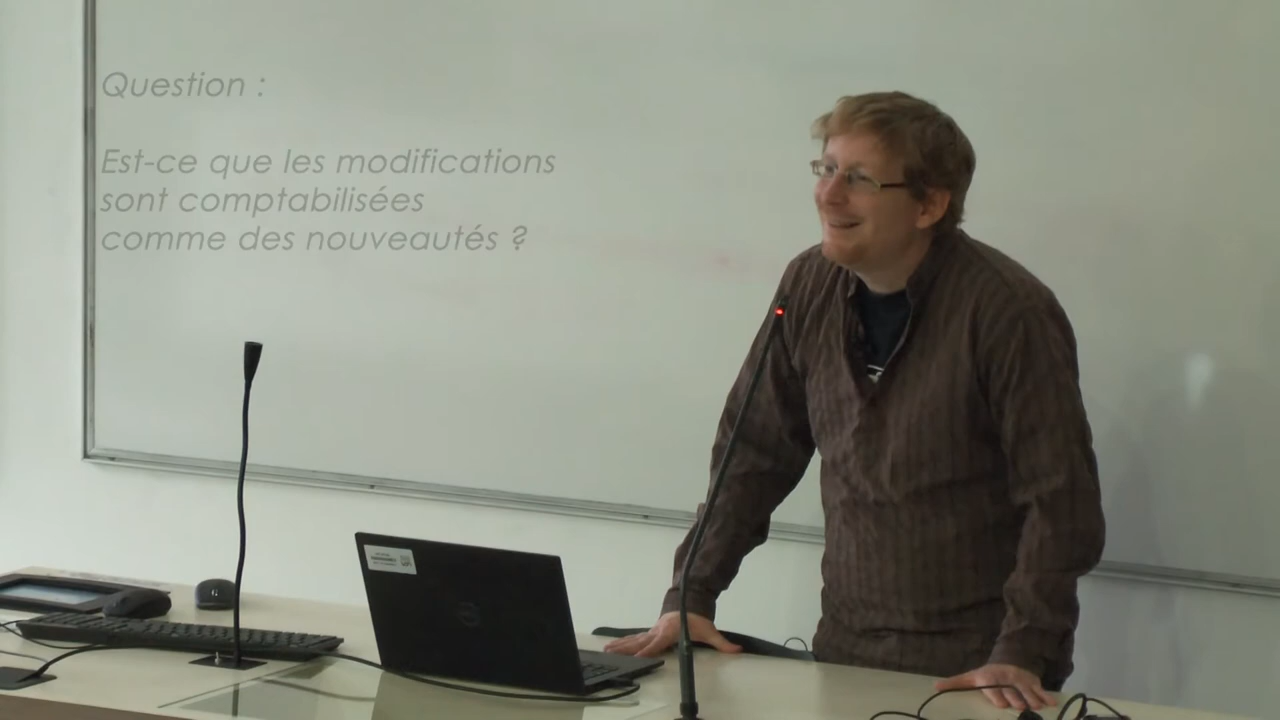 Question :
Est-ce que les modifications
sont comptabilisées
comme des nouveautés ?